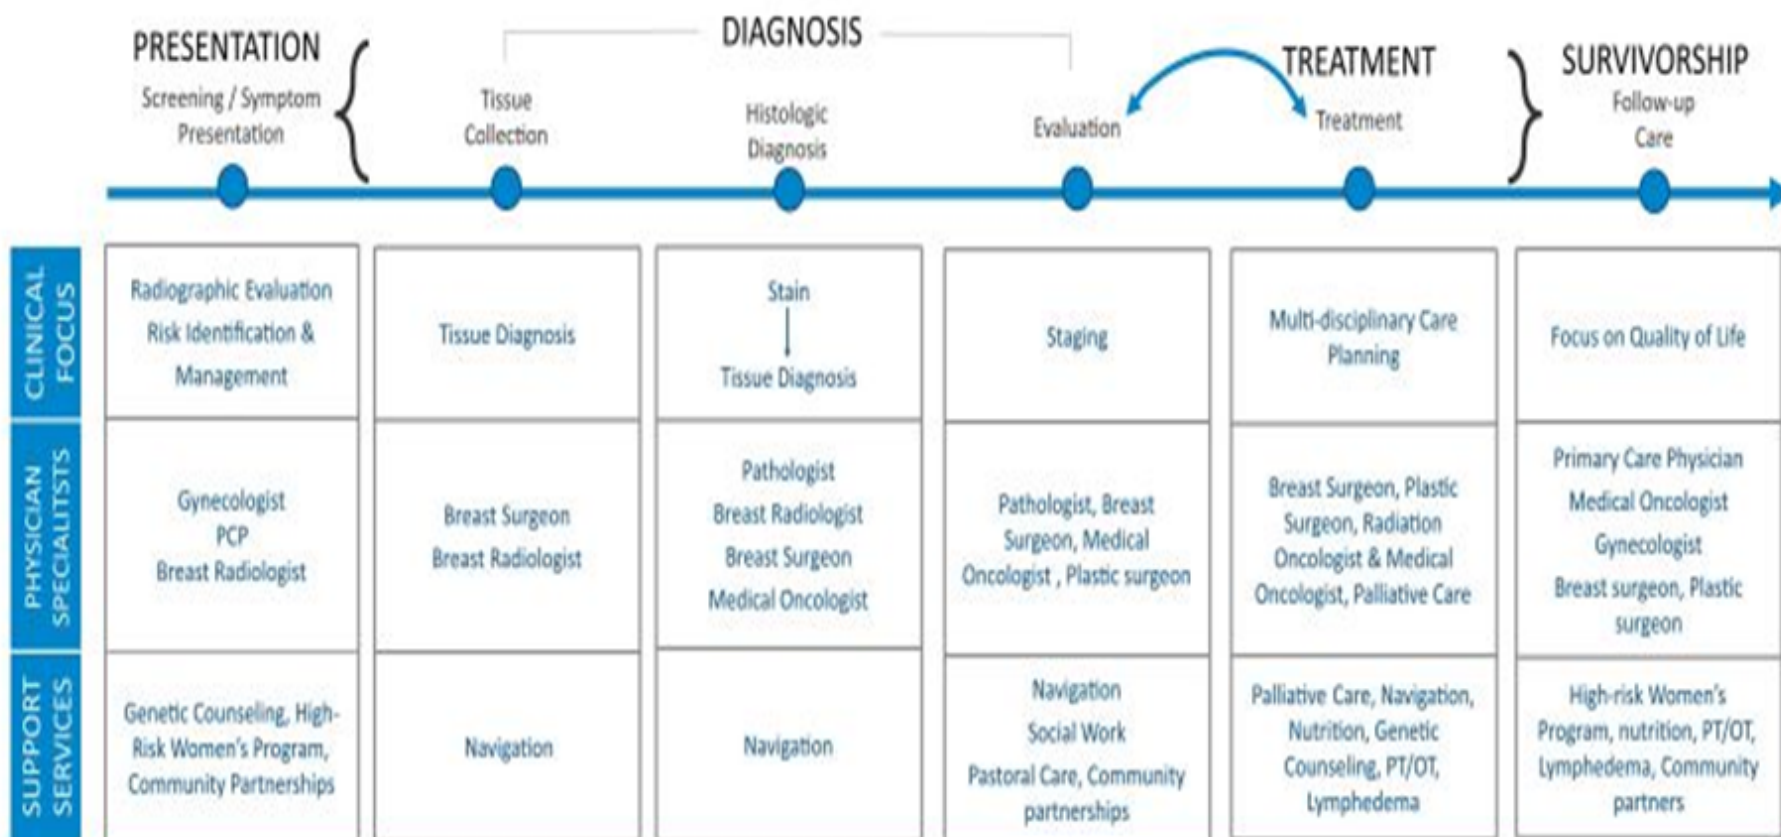 PRESENTATION
Screening / Symptom
Presentation
DIAGNOSIS
Tissue
Collection
Histologic
Diagnosis
Evaluation
TREATMENT
Treatment
SURVIVORSHIP
Follow-up
Care
CLINICAL
FOCUS
Radiographic Evaluation
Risk Identification &
Management
Tissue Diagnosis
Stain
Tissue Diagnosis
Staging
Multi-disciplinary Care
Planning
Focus on Quality of Life
PHYSICIAN
SPECIALITSTS
Gynecologist
PCP
Breast Radiologist
Breast Surgeon
Breast Radiologist
Pathologist
Breast Radiologist
Breast Surgeon
Medical Oncologist
Pathologist, Breast
Surgeon, Medical
Oncologist , Plastic surgeon
Breast Surgeon, Plastic
Surgeon, Radiation
Oncologist & Medical
Oncologist, Palliative Care
Primary Care Physician
Medical Oncologist
Gynecologist
Breast surgeon, Plastic
surgeon
SUPPORT
SERVICES
Genetic Counseling, High-
Risk Women's Program,
Community Partnerships
Navigation
Navigation
Navigation
Social Work
Pastoral Care, Community
partnerships
Palliative Care, Navigation,
Nutrition, Genetic
Counseling, PT/OT,
Lymphedema
High-risk Women's
Program, nutrition, PT/OT,
Lymphedema, Community
partners